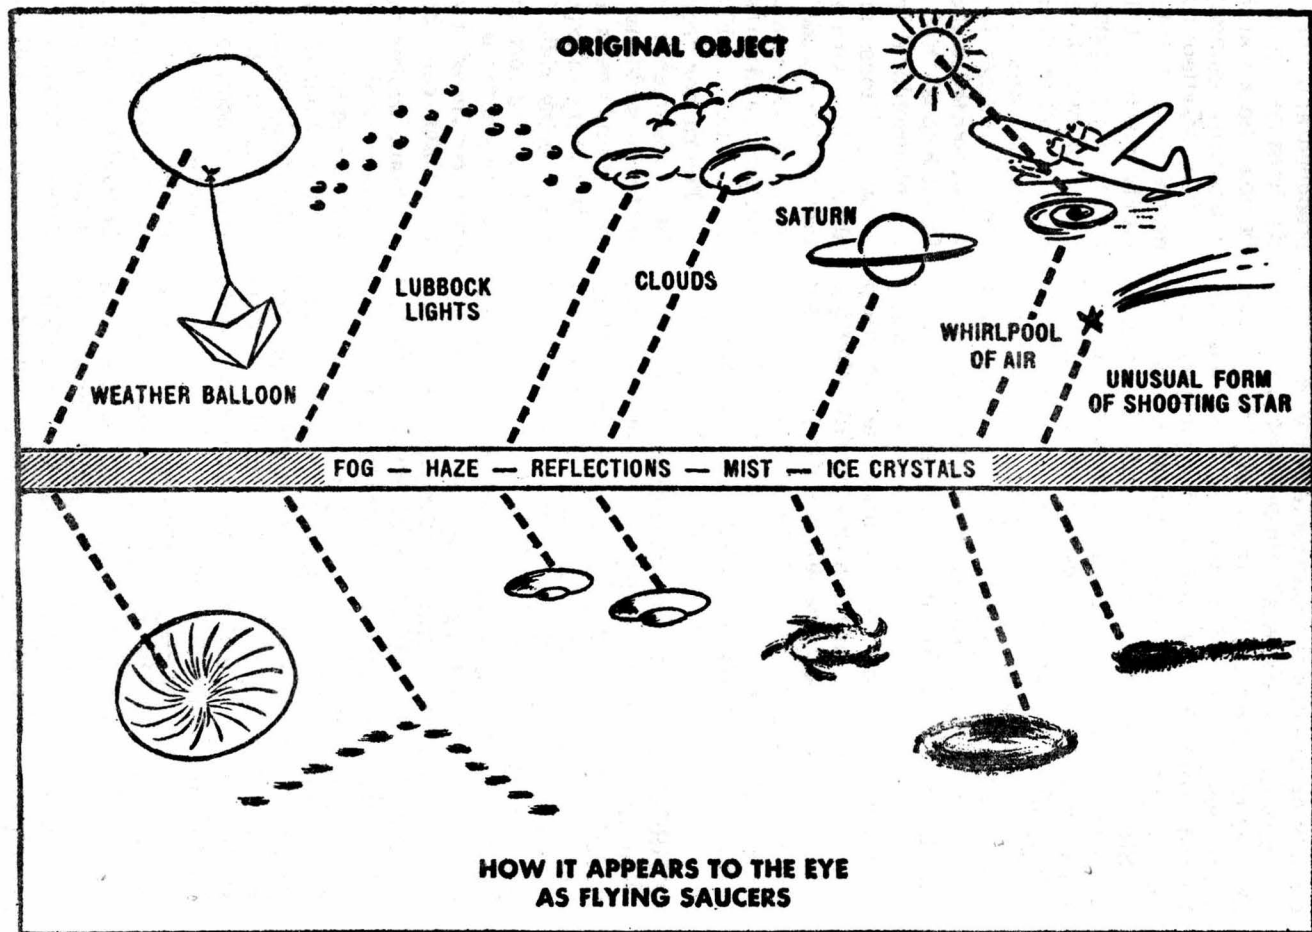 ORIGINAL OBJECT
SATURN
LUBBOCK
LIGHTS
CLOUDS
WHIRLPOOL
OF AIR
WEATHER BALLOON
UNUSUAL FORM
OF SHOOTING STAR
FOG — HAZE — REFLECTIONS — MIST — ICE CRYSTALS
HOW IT APPEARS TO THE EYE
AS FLYING SAUCERS